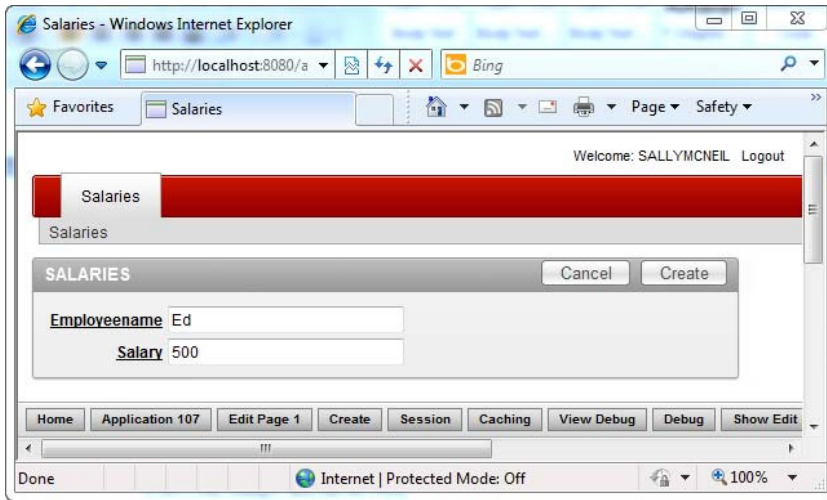 Salaries - Windows Internet Explorer
http://localhost:8080/a
Bing
Favorites
Salaries
Page
Safety
Welcome: SALLYMCNEIL Logout
Salaries
Salaries
SALARIES
Cancel
Create
Employeename Ed
Salary 500
Home
Application 107
Edit Page 1
Create
Session
Caching
View Debug
Debug
Show Edit
Done
Internet | Protected Mode: Off
100%